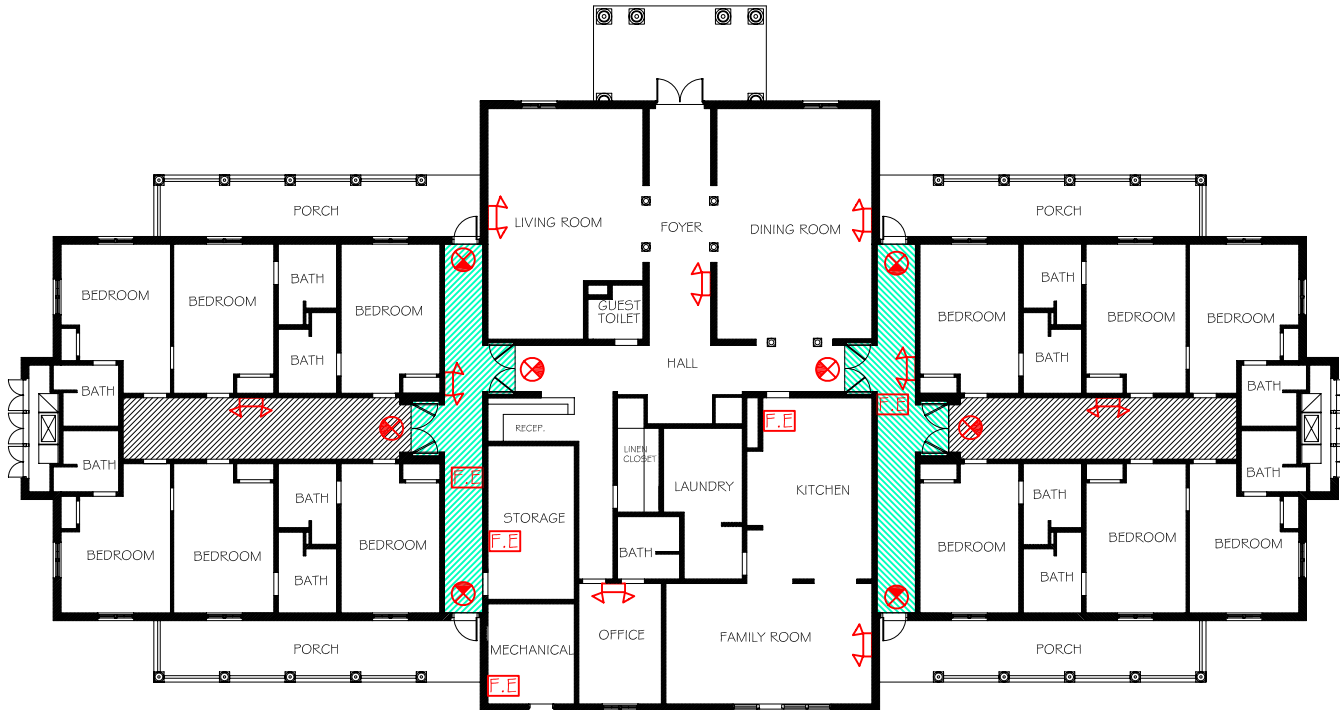 PORCH
LIVING ROOM
FOYER
DINING ROOM
PORCH
BEDROOM
BEDROOM
BATH
BEDROOM
BATH
GUEST
TOILET
HALL
BEDROOM
BATH
BATH
BEDROOM
BEDROOM
BATH
BATH
RECEP.
F.E
F.E
LINEN
CLOSET
LAUNDRY
KITCHEN
BATH
BATH
F.E
STORAGE
F.E
BATH
BEDROOM
BEDROOM
BATH
BATH
BEDROOM
BEDROOM
BATH
BATH
BEDROOM
BEDROOM
MECHANICAL
F.E
OFFICE
FAMILY ROOM
PORCH
PORCH